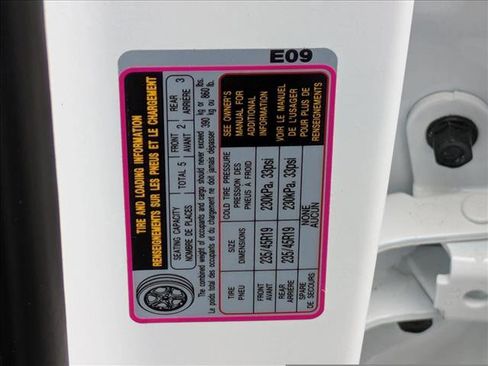 E09
TIRE AND LOADING INFORMATION
RENSEIGNEMENTS SUR LES PNEUS ET LE CHARGEMENT
SEATING CAPACITY TOTAL 5 FRONT 2 REAR 3
NOMBRE DE PLACES AVANT ARRIÈRE
The combined weight of occupants and cargo should never exceed 390 kg or 860 lbs.
Le poids total des occupants et du chargement ne doit jamais dépasser kg ou lb.
TIRE SIZE COLD TIRE PRESSURE
PNEU DIMENSIONS PRESSION DES PNEUS À FROID
FRONT 235/45R19 230kPa, 33psi
AVANT
REAR 235/45R19 230kPa, 33psi
ARRIÈRE
SPARE NONE
DE SECOURS AUCUN
SEE OWNER'S
MANUAL FOR
ADDITIONAL
INFORMATION
VOIR LE MANUEL
DE L'USAGER
POUR PLUS DE
RENSEIGNEMENTS